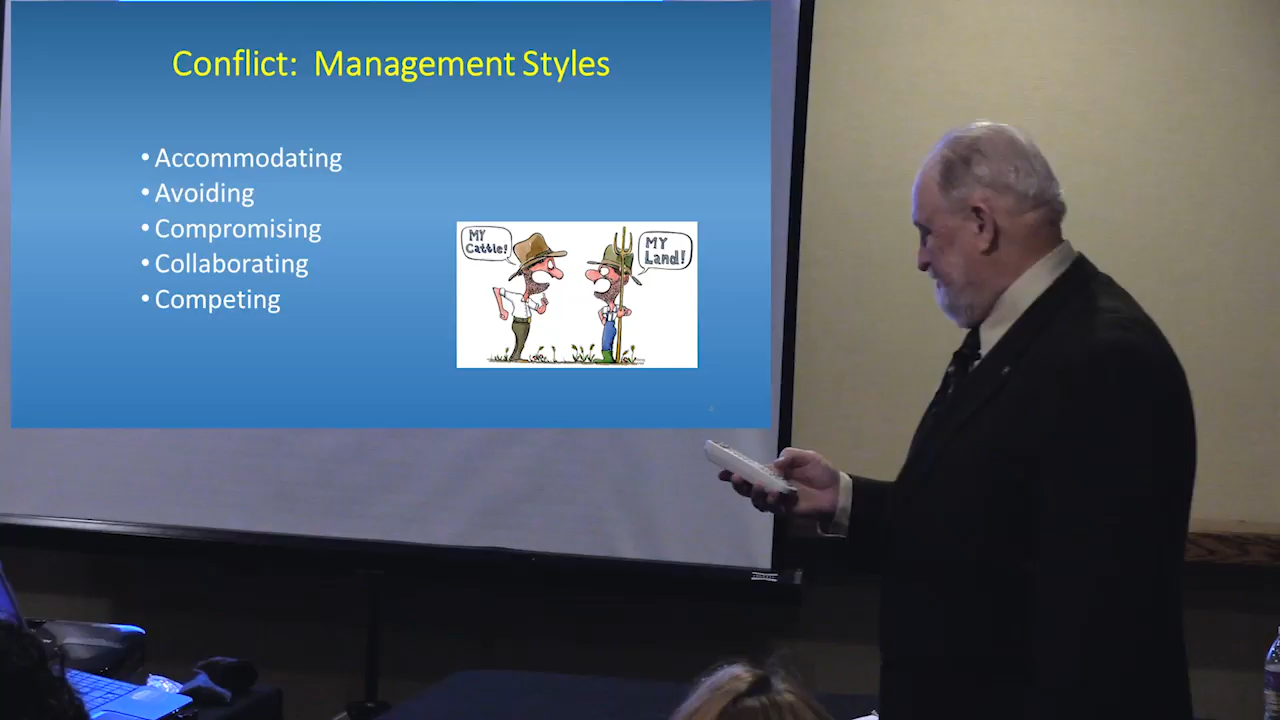 Conflict:  Management Styles
• Accommodating
• Avoiding
• Compromising
• Collaborating
• Competing
MY
Cattle!
MY
Land!